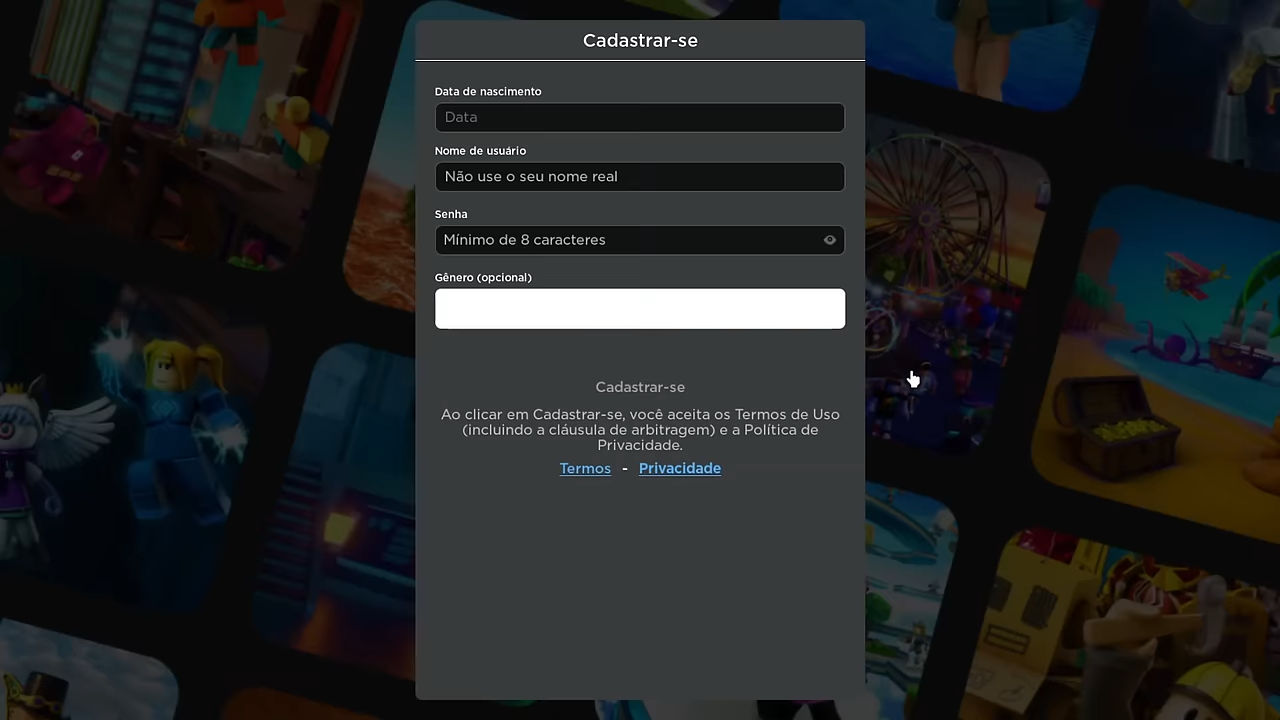 Cadastrar-se
Data de nascimento
Data
Nome de usuário
Não use o seu nome real
Senha
Mínimo de 8 caracteres
Gênero (opcional)
Cadastrar-se
Ao clicar em Cadastrar-se, você aceita os Termos de Uso
(incluindo a cláusula de arbitragem) e a Política de
Privacidade.
Termos - Privacidade